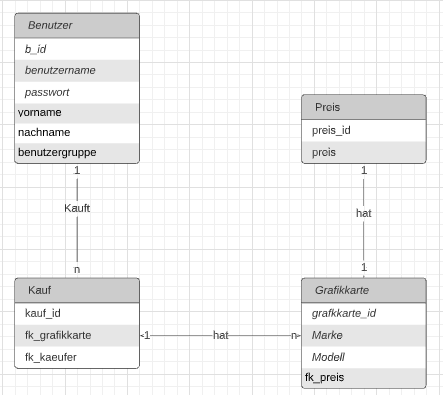 Benutzer
b_id
benutzername
passwort
vorname
nachname
benutzergruppe
1
Kauft
n
Preis
preis_id
preis
1
hat
1
Kauf
kauf_id
fk_grafikkarte
fk_kaeufer
1
hat
n
Grafikkarte
grafkkarte_id
Marke
Modell
fk_preis